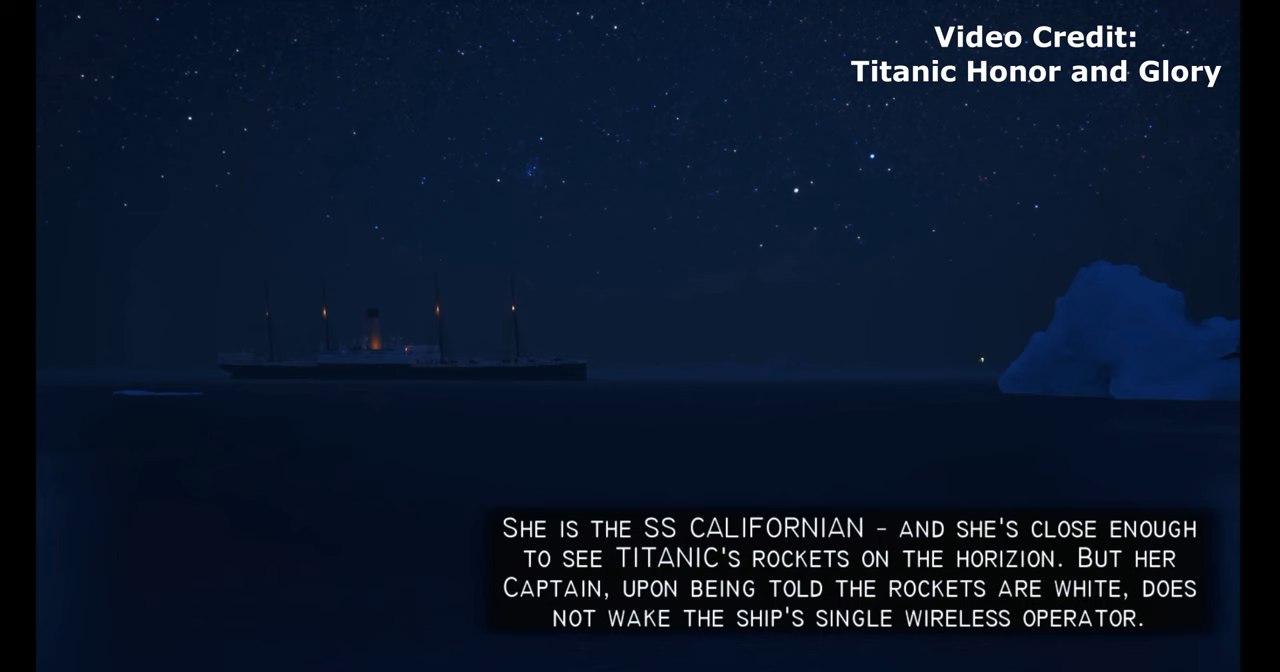 Video Credit:
Titanic Honor and Glory
She is the SS CALIFORNIAN - and she's close enough
to see TITANIC's rockets on the horizion. But her
Captain, upon being told the rockets are white, does
not wake the ship's single wireless operator.